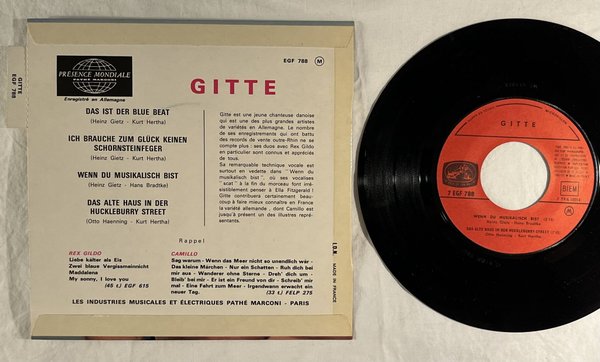 GITTE
EGF 788
PRÉSENCE MONDIALE
PATHÉ MARCONI
Enregistré en Allemagne
EGF 788 M
GITTE
DAS IST DER BLUE BEAT
(Heinz Gietz - Kurt Hertha)
ICH BRAUCHE ZUM GLÜCK KEINEN
SCHORNSTEINFEGER
(Heinz Gietz - Kurt Hertha)
WENN DU MUSIKALISCH BIST
(Heinz Gietz - Hans Bradtke)
DAS ALTE HAUS IN DER
HUCKLEBURRY STREET
(Otto Haenning - Kurt Hertha)
Gitte est une jeune chanteuse danoise
qui est une des plus grandes artistes
de variétés en Allemagne. Le nombre
de ses enregistrements qui ont battu
des records de vente outre-Rhin ne se
compte plus : ses duos avec Rex Gildo
en particulier sont connus et appréciés
de tous.
Sa remarquable technique vocale est
surtout en vedette dans "Wenn du
musikalisch bist", où ses vocalises
"scat" à la fin du morceau font irré-
sistiblement penser à Ella Fitzgerald !
Gitte contribuera certainement beau-
coup à faire mieux connaître en France
la variété allemande, dont Camillo est
jusqu'à présent un des illustres repré-
sentants.
Rappel
REX GILDO
Liebe kälter als Eis
Zwei blaue Vergissmeinnicht
Maddalena
My sonny, I love you
(45 t.) EGF 615
CAMILLO
Sag warum - Wenn das Meer nicht so unendlich wär -
Das kleine Märchen - Nur ein Schatten - Ruh dich bei
mir aus - Wanderer ohne Sterne - Dreh' dich um -
Bleib' bei mir - Er ist ein Freund von dir - Schreib' mir
mal - Eine Fahrt zum Meer - Irgendwann erwacht ein
neuer Tag.
(33 t.) FELP 275
I.D.N. MADE IN FRANCE
LES INDUSTRIES MUSICALES ET ÉLECTRIQUES PATHÉ MARCONI - PARIS
GITTE
7 EGF 788
BIEM
M
WENN DU MUSIKALISCH BIST
Heinz Gietz - Hans Bradtke
DAS ALTE HAUS IN DER HUCKLEBURRY-STREET
Otto Haenning - Kurt Hertha